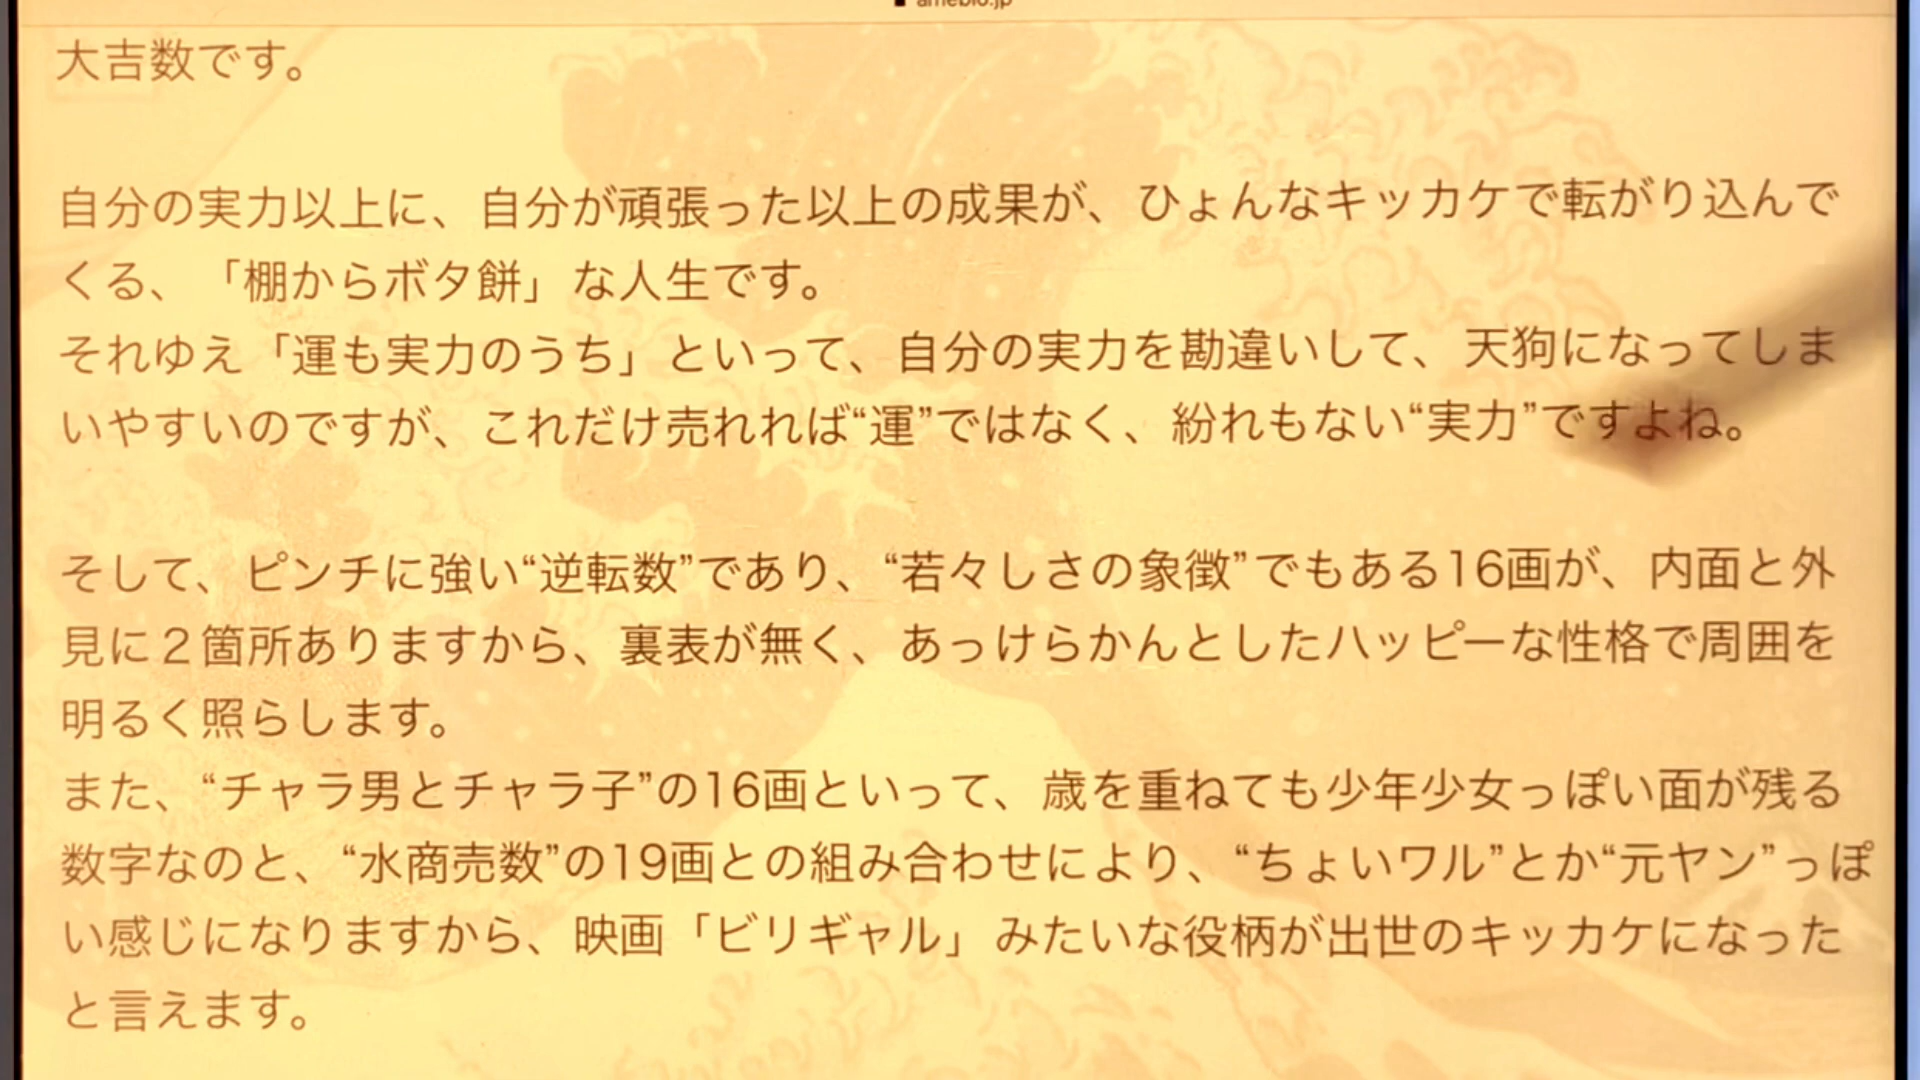 ameblo.jp
大吉数です。
自分の実力以上に、自分が頑張った以上の成果が、ひょんなキッカケで転がり込んで
くる、「棚からボタ餅」な人生です。
それゆえ「運も実力のうち」といって、自分の実力を勘違いして、天狗になってしま
いやすいのですが、これだけ売れれば“運”ではなく、紛れもない“実力”ですよね。
そして、ピンチに強い“逆転数”であり、“若々しさの象徴”でもある16画が、内面と外
見に２箇所ありますから、裏表が無く、あっけらかんとしたハッピーな性格で周囲を
明るく照らします。
また、“チャラ男とチャラ子”の16画といって、歳を重ねても少年少女っぽい面が残る
数字なのと、“水商売数”の19画との組み合わせにより、“ちょいワル”とか“元ヤン”っぽ
い感じになりますから、映画「ビリギャル」みたいな役柄が出世のキッカケになった
と言えます。